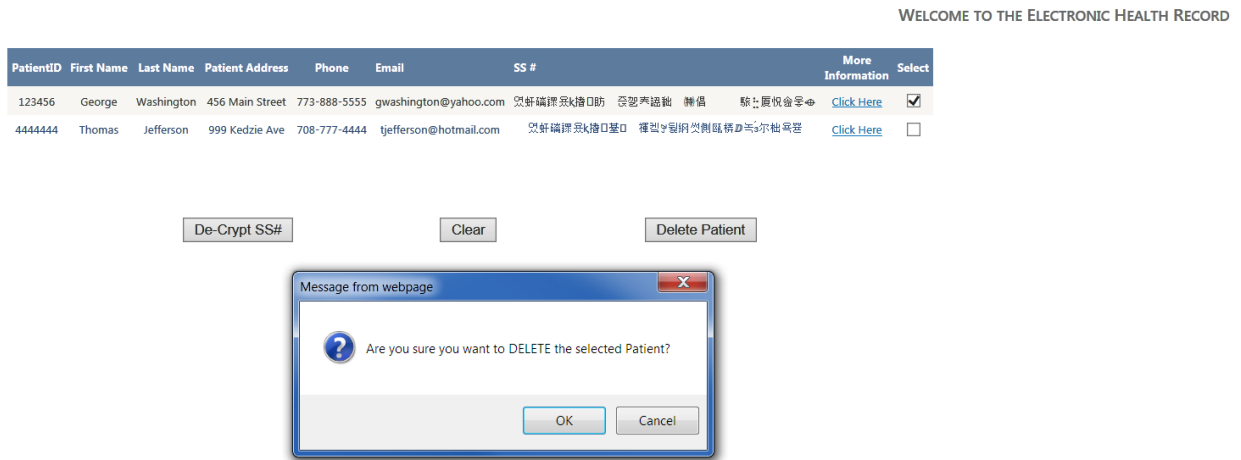 WELCOME TO THE ELECTRONIC HEALTH RECORD
PatientID First Name Last Name Patient Address Phone Email SS # More Information Select
123456 George Washington 456 Main Street 773-888-5555 gwashington@yahoo.com Click Here
4444444 Thomas Jefferson 999 Kedzie Ave 708-777-4444 tjefferson@hotmail.com Click Here
De-Crypt SS# Clear Delete Patient
Message from webpage
Are you sure you want to DELETE the selected Patient?
OK Cancel